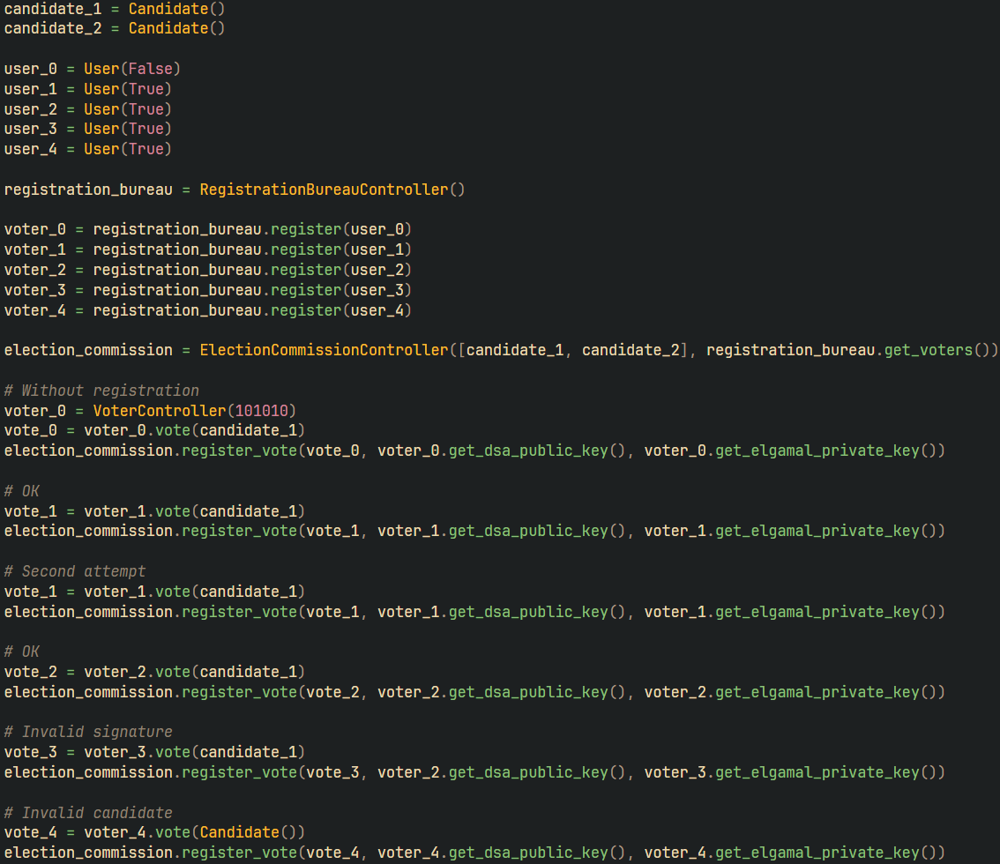 candidate_1 = Candidate()
candidate_2 = Candidate()

user_0 = User(False)
user_1 = User(True)
user_2 = User(True)
user_3 = User(True)
user_4 = User(True)

registration_bureau = RegistrationBureauController()

voter_0 = registration_bureau.register(user_0)
voter_1 = registration_bureau.register(user_1)
voter_2 = registration_bureau.register(user_2)
voter_3 = registration_bureau.register(user_3)
voter_4 = registration_bureau.register(user_4)

election_commission = ElectionCommissionController([candidate_1, candidate_2], registration_bureau.get_voters())

# Without registration
voter_0 = VoterController(101010)
vote_0 = voter_0.vote(candidate_1)
election_commission.register_vote(vote_0, voter_0.get_dsa_public_key(), voter_0.get_elgamal_private_key())

# OK
vote_1 = voter_1.vote(candidate_1)
election_commission.register_vote(vote_1, voter_1.get_dsa_public_key(), voter_1.get_elgamal_private_key())

# Second attempt
vote_1 = voter_1.vote(candidate_1)
election_commission.register_vote(vote_1, voter_1.get_dsa_public_key(), voter_1.get_elgamal_private_key())

# OK
vote_2 = voter_2.vote(candidate_1)
election_commission.register_vote(vote_2, voter_2.get_dsa_public_key(), voter_2.get_elgamal_private_key())

# Invalid signature
vote_3 = voter_3.vote(candidate_1)
election_commission.register_vote(vote_3, voter_2.get_dsa_public_key(), voter_3.get_elgamal_private_key())

# Invalid candidate
vote_4 = voter_4.vote(Candidate())
election_commission.register_vote(vote_4, voter_4.get_dsa_public_key(), voter_4.get_elgamal_private_key())